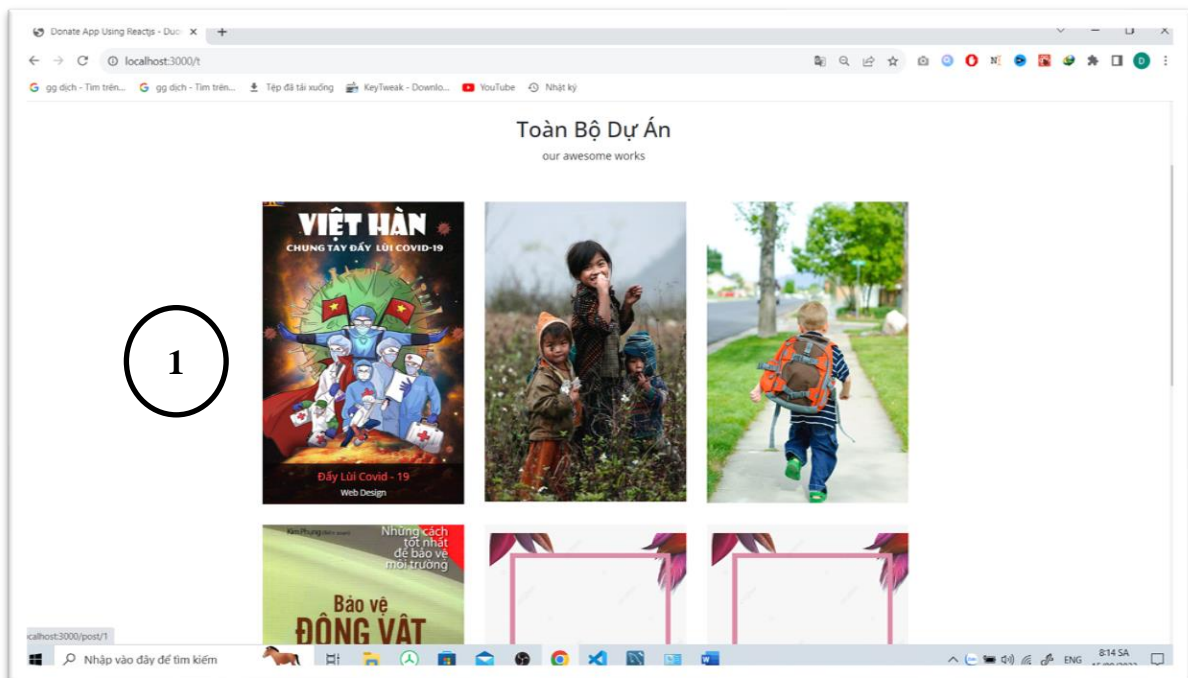 Donate App Using Reactjs - Duc
localhost:3000/t
gg dịch - Tìm trên...
gg dịch - Tìm trên...
Tệp đã tải xuống
KeyTweak - Downlo...
YouTube
Nhật ký
Toàn Bộ Dự Án
our awesome works
VIỆT HÀN
CHUNG TAY ĐẨY LÙI COVID-19
1
Đẩy Lùi Covid - 19
Web Design
Kim Phụng
Những cách
tốt nhất
để bảo vệ
môi trường
Bảo vệ
ĐỘNG VẬT
calhost:3000/post/1
Nhập vào đây để tìm kiếm
ENG
8:14 SA